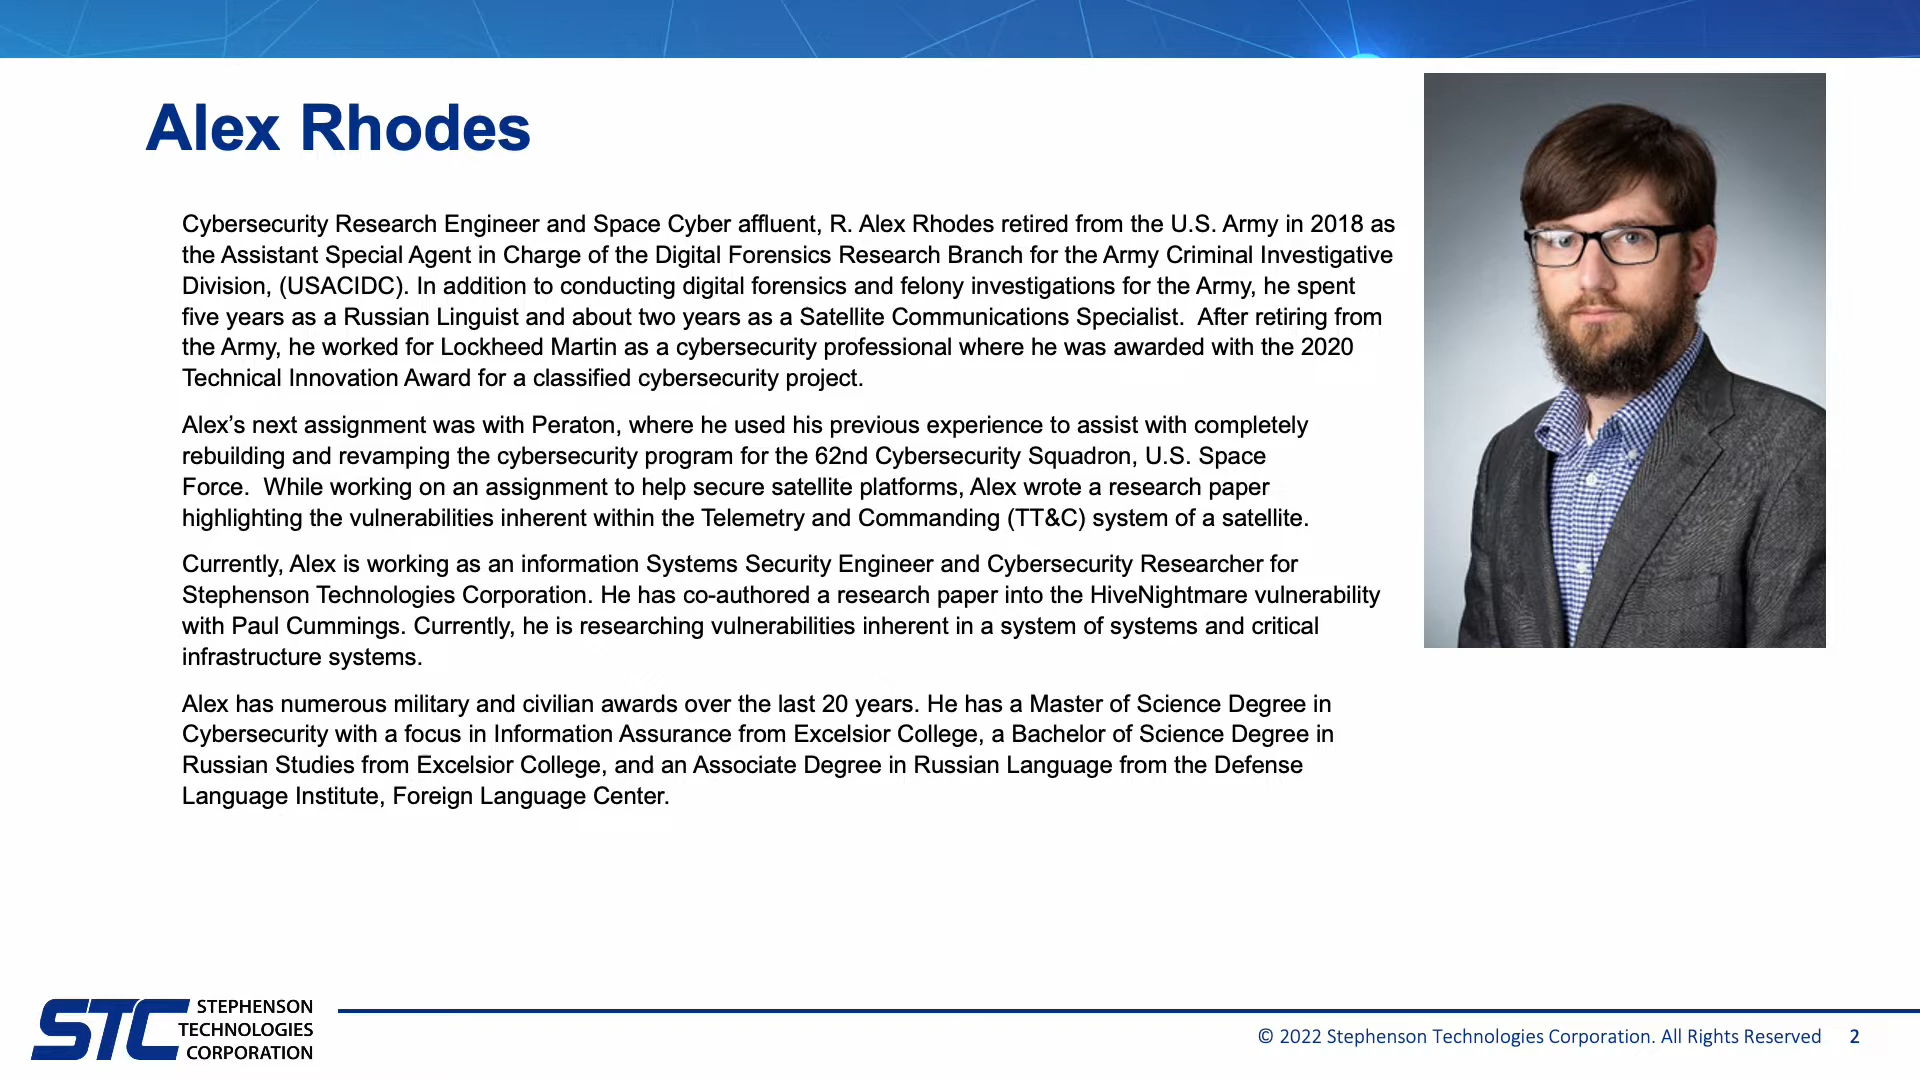 Alex Rhodes
Cybersecurity Research Engineer and Space Cyber affluent, R. Alex Rhodes retired from the U.S. Army in 2018 as
the Assistant Special Agent in Charge of the Digital Forensics Research Branch for the Army Criminal Investigative
Division, (USACIDC). In addition to conducting digital forensics and felony investigations for the Army, he spent
five years as a Russian Linguist and about two years as a Satellite Communications Specialist.  After retiring from
the Army, he worked for Lockheed Martin as a cybersecurity professional where he was awarded with the 2020
Technical Innovation Award for a classified cybersecurity project.
Alex’s next assignment was with Peraton, where he used his previous experience to assist with completely
rebuilding and revamping the cybersecurity program for the 62nd Cybersecurity Squadron, U.S. Space
Force.  While working on an assignment to help secure satellite platforms, Alex wrote a research paper
highlighting the vulnerabilities inherent within the Telemetry and Commanding (TT&C) system of a satellite.
Currently, Alex is working as an information Systems Security Engineer and Cybersecurity Researcher for
Stephenson Technologies Corporation. He has co-authored a research paper into the HiveNightmare vulnerability
with Paul Cummings. Currently, he is researching vulnerabilities inherent in a system of systems and critical
infrastructure systems.
Alex has numerous military and civilian awards over the last 20 years. He has a Master of Science Degree in
Cybersecurity with a focus in Information Assurance from Excelsior College, a Bachelor of Science Degree in
Russian Studies from Excelsior College, and an Associate Degree in Russian Language from the Defense
Language Institute, Foreign Language Center.
STC
STEPHENSON
TECHNOLOGIES
CORPORATION
© 2022 Stephenson Technologies Corporation. All Rights Reserved 2